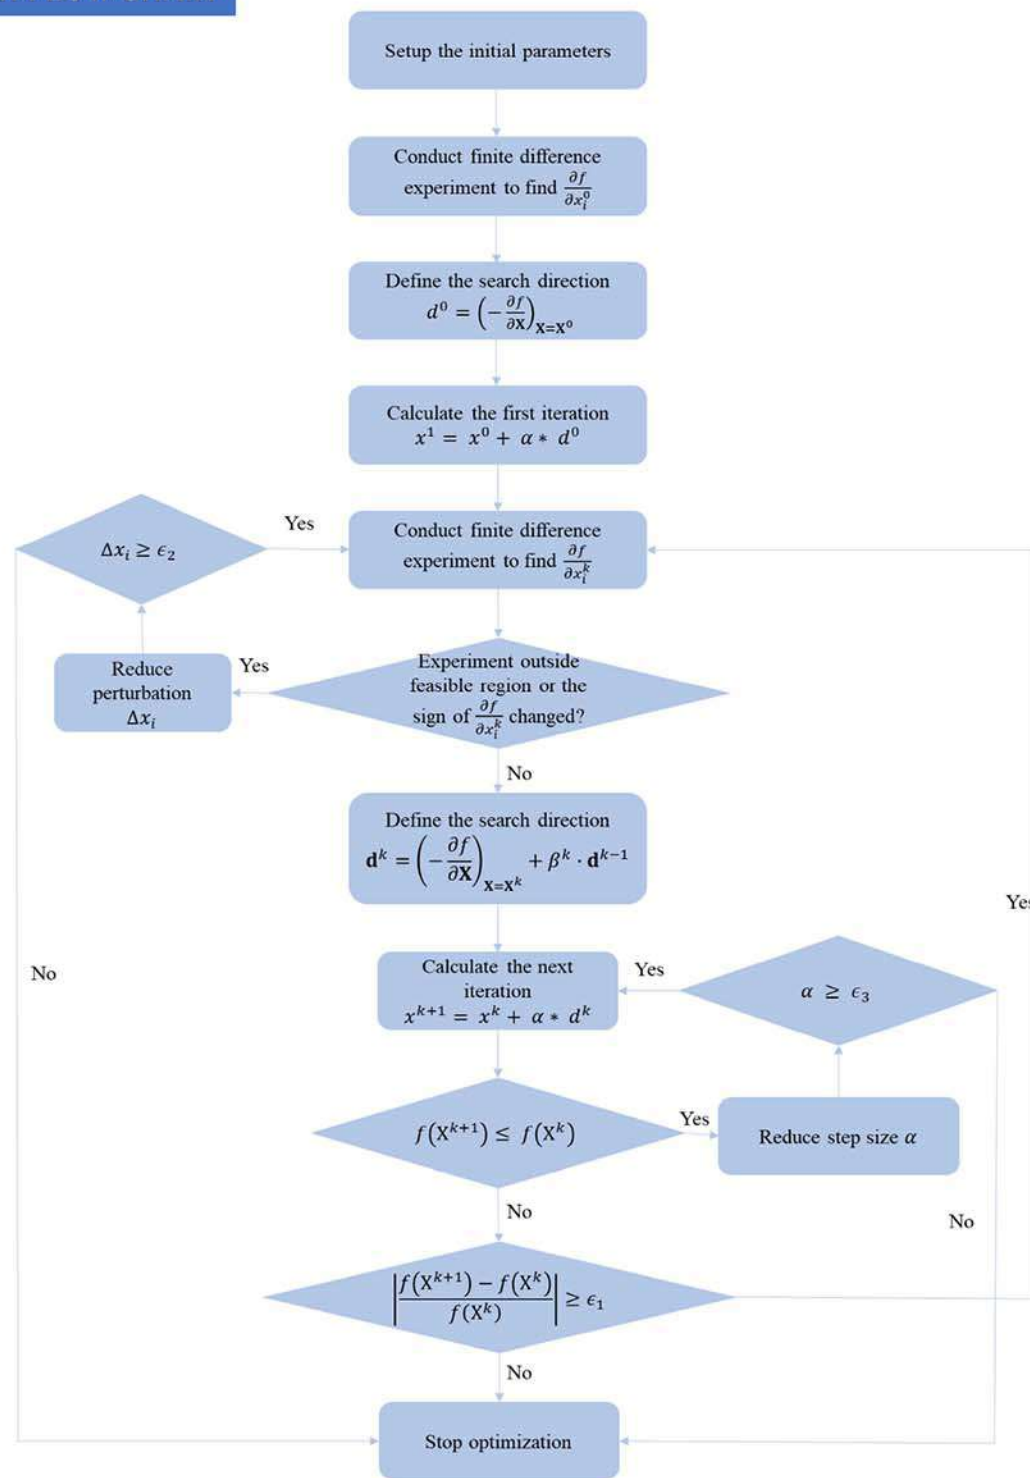 Setup the initial parameters
Conduct finite difference
experiment to find ∂f/∂x_i^0
Define the search direction
d^0 = (−∂f/∂𝐗)_{𝐗=𝐗^0}
Calculate the first iteration
x^1 = x^0 + α * d^0
Δx_i ≥ ϵ_2
Yes
Conduct finite difference
experiment to find ∂f/∂x_i^k
Reduce
perturbation
Δx_i
Yes
Experiment outside
feasible region or the
sign of ∂f/∂x_i^k changed?
No
Define the search direction
𝐝^k = (−∂f/∂𝐗)_{𝐗=𝐗^k} + β^k · 𝐝^{k−1}
Yes
No
Calculate the next
iteration
x^{k+1} = x^k + α * d^k
Yes
α ≥ ϵ_3
f(X^{k+1}) ≤ f(X^k)
Yes
Reduce step size α
No
No
|(f(X^{k+1}) − f(X^k))/f(X^k)| ≥ ϵ_1
No
Stop optimization